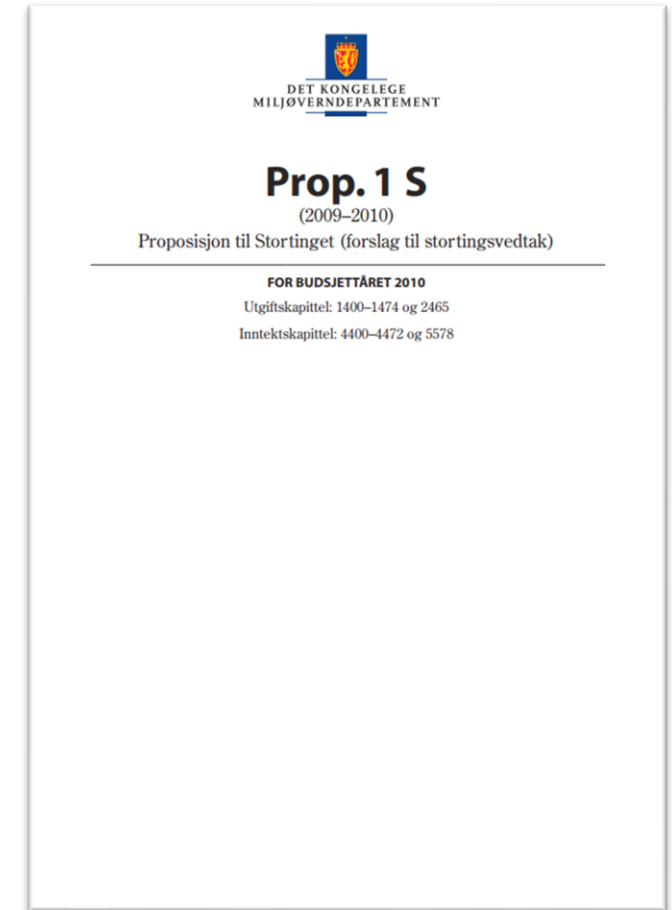 DET KONGELEGE
MILJØVERNDEPARTEMENT
Prop. 1 S
(2009–2010)
Proposisjon til Stortinget (forslag til stortingsvedtak)
FOR BUDSJETTÅRET 2010
Utgiftskapittel: 1400–1474 og 2465
Inntektskapittel: 4400–4472 og 5578